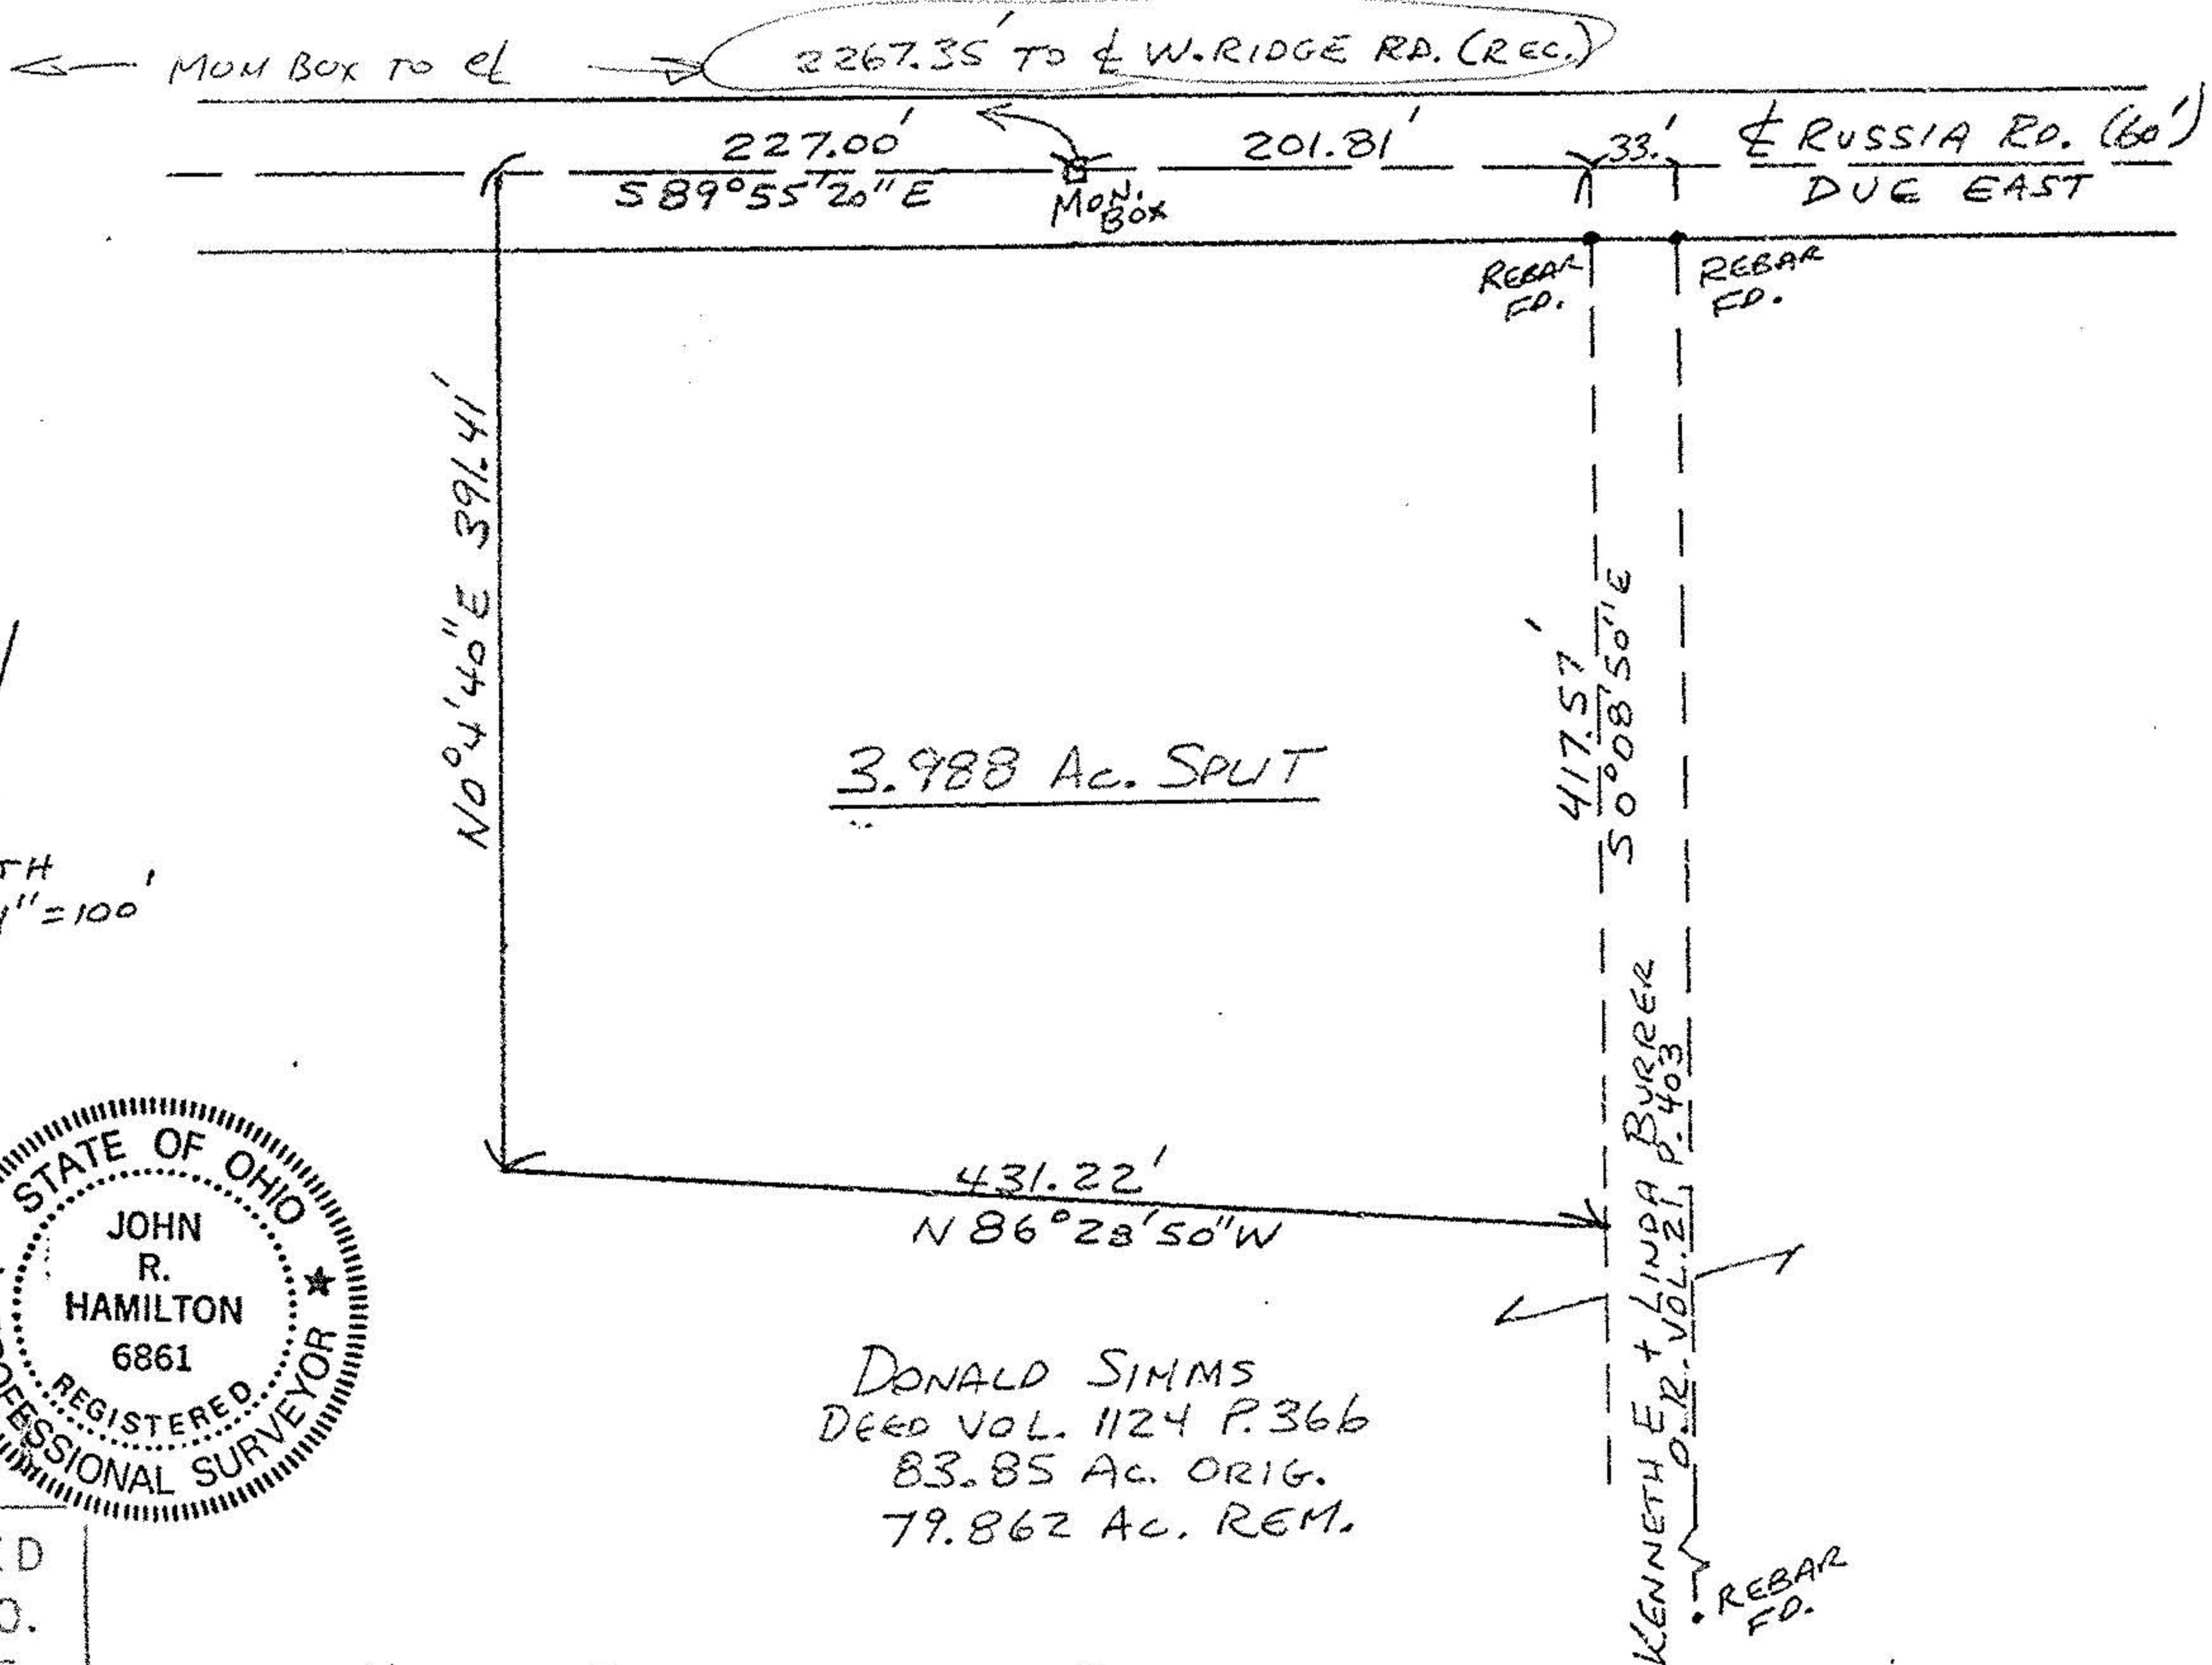 MON BOX TO ℄
2267.35' TO ℄ W. RIDGE RD. (REC.)
227.00'
S 89°55'20" E
MON. BOX
201.81'
33.'
℄ RUSSIA RD. (60')
DUE EAST
REBAR
FD.
REBAR
FD.
N 0°4'40" E 391.41'
417.57'
S 0°08'50" E
3.988 AC. SPLIT
TH
1"=100'
431.22'
N 86°28'50" W
KENNETH E. + LINDA BURRER
O.R. VOL. 21 P. 403
STATE OF OHIO
JOHN
R.
HAMILTON
6861
REGISTERED
OFESSIONAL SURVEYOR
DONALD SIMMS
DEED VOL. 1124 P. 366
83.85 AC. ORIG.
79.862 AC. REM.
REBAR
FD.
ED
O.